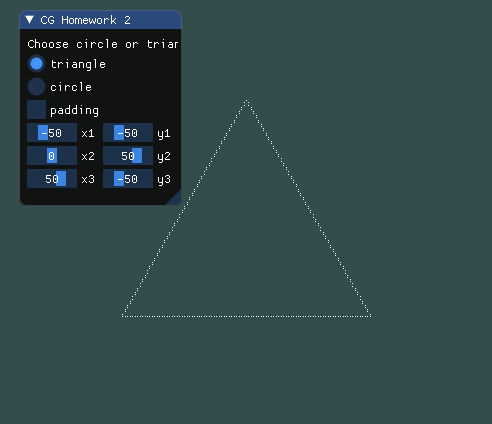 CG Homework 2
Choose circle or trian
triangle
circle
padding
-50 x1 -50 y1
0 x2 50 y2
50 x3 -50 y3